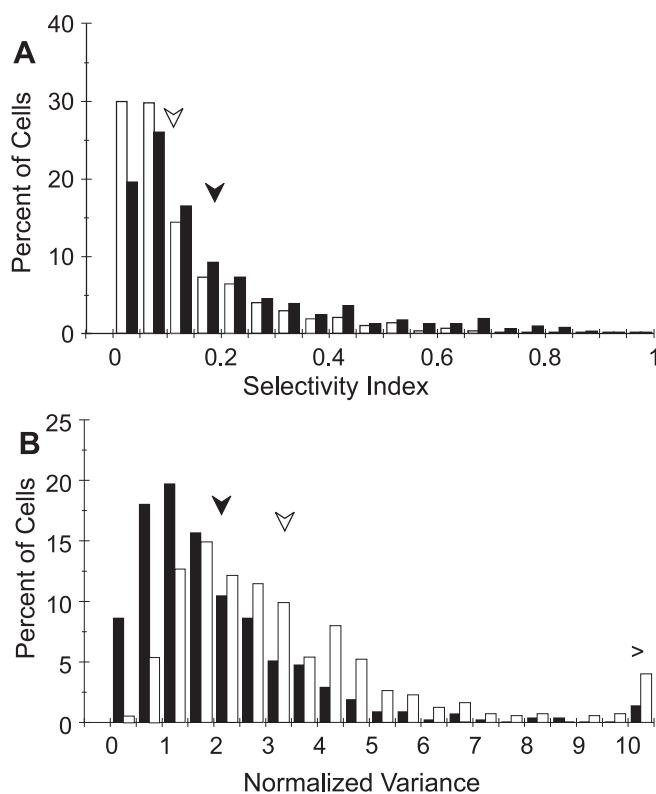 A
Percent of Cells
40
30
20
10
0
0 0.2 0.4 0.6 0.8 1
Selectivity Index
B
Percent of Cells
25
20
15
10
5
0
>
0 1 2 3 4 5 6 7 8 9 10
Normalized Variance